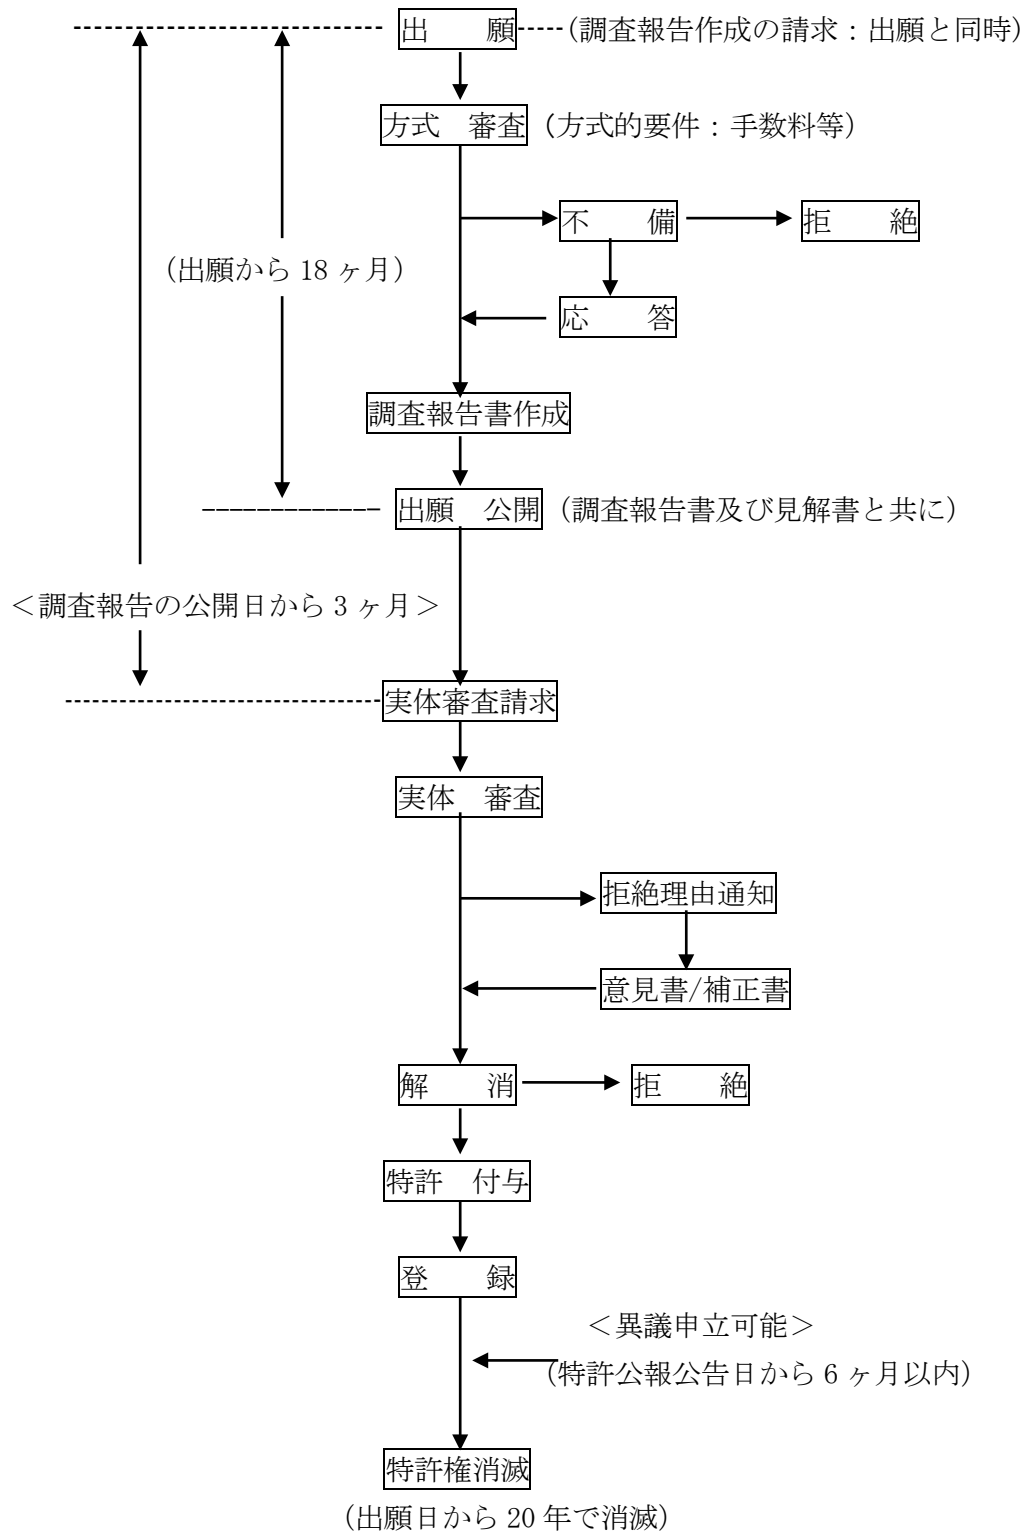 出　　願-----(調査報告作成の請求：出願と同時)
方式　審査 (方式的要件：手数料等)
不　　備
拒　　絶
(出願から 18 ヶ月)
応　　答
調査報告書作成
出願　公開 (調査報告書及び見解書と共に)
＜調査報告の公開日から 3 ヶ月＞
実体審査請求
実体　審査
拒絶理由通知
意見書/補正書
解　　消
拒　　絶
特許　付与
登　　録
＜異議申立可能＞
(特許公報公告日から 6 ヶ月以内)
特許権消滅
(出願日から 20 年で消滅)